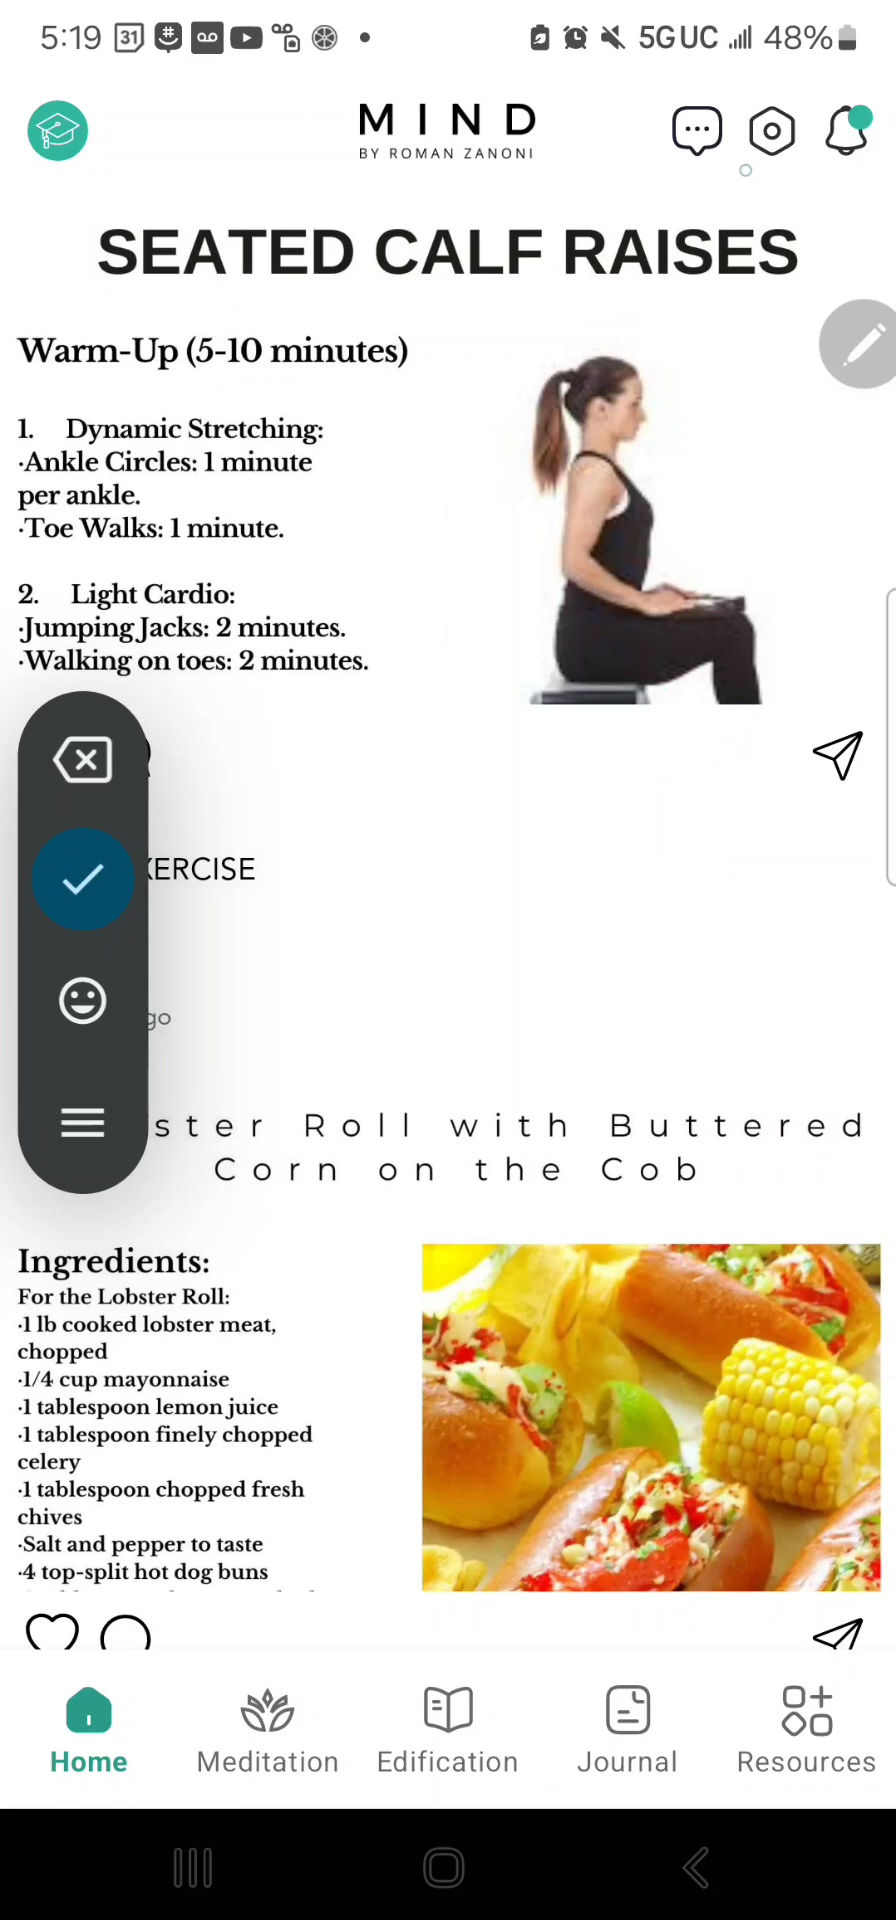 5:19 31 5G UC 48%
MIND
BY ROMAN ZANONI
SEATED CALF RAISES
Warm-Up (5-10 minutes)
1. Dynamic Stretching:
·Ankle Circles: 1 minute
per ankle.
·Toe Walks: 1 minute.
2. Light Cardio:
·Jumping Jacks: 2 minutes.
·Walking on toes: 2 minutes.
XERCISE
go
ster Roll with Buttered
Corn on the Cob
Ingredients:
For the Lobster Roll:
·1 lb cooked lobster meat,
chopped
·1/4 cup mayonnaise
·1 tablespoon lemon juice
·1 tablespoon finely chopped
celery
·1 tablespoon chopped fresh
chives
·Salt and pepper to taste
·4 top-split hot dog buns
Home Meditation Edification Journal Resources